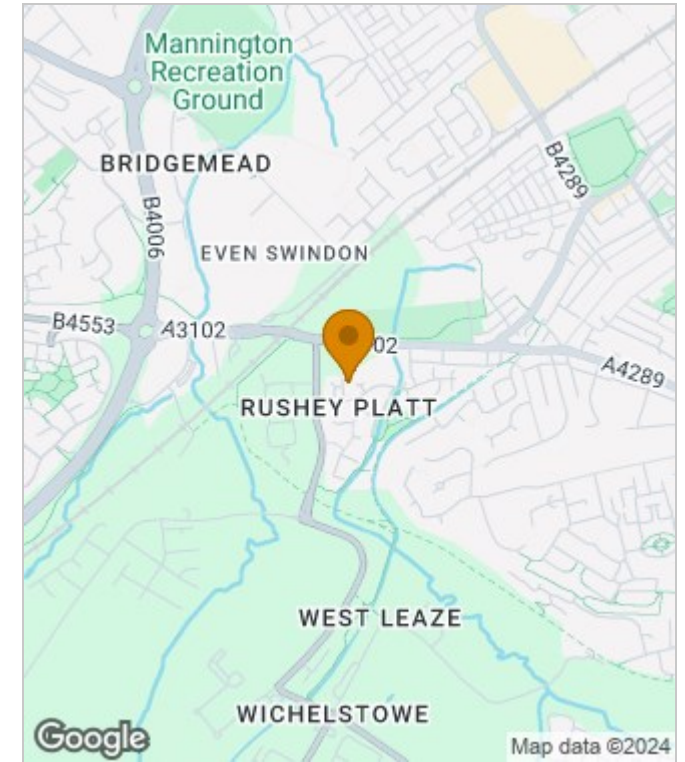 Mannington
Recreation
Ground
BRIDGEMEAD
B4289
B4006
EVEN SWINDON
B4553
A3102
02
A4289
RUSHEY PLATT
WEST LEAZE
WICHELSTOWE
Google
Map data ©2024